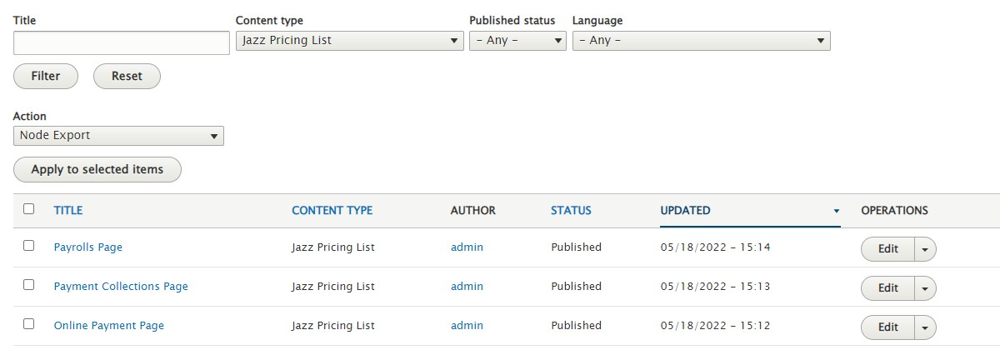 Title Content type Published status Language
Jazz Pricing List – Any – – Any –
Filter Reset
Action
Node Export
Apply to selected items
TITLE CONTENT TYPE AUTHOR STATUS UPDATED OPERATIONS
Payrolls Page Jazz Pricing List admin Published 05/18/2022 – 15:14 Edit
Payment Collections Page Jazz Pricing List admin Published 05/18/2022 – 15:13 Edit
Online Payment Page Jazz Pricing List admin Published 05/18/2022 – 15:12 Edit